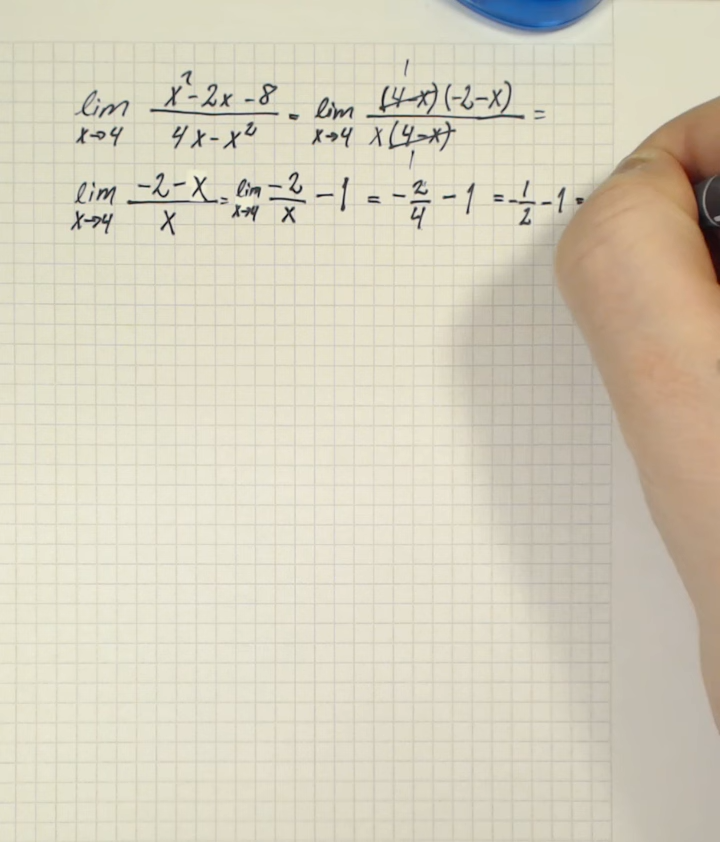 lim x→4 (x² - 2x - 8)/(4x - x²) = lim x→4 ((4-x)(-2-x))/(x(4-x)) =
lim x→4 (-2-x)/x = lim x→4 -2/x - 1 = -2/4 - 1 = -1/2 - 1 =